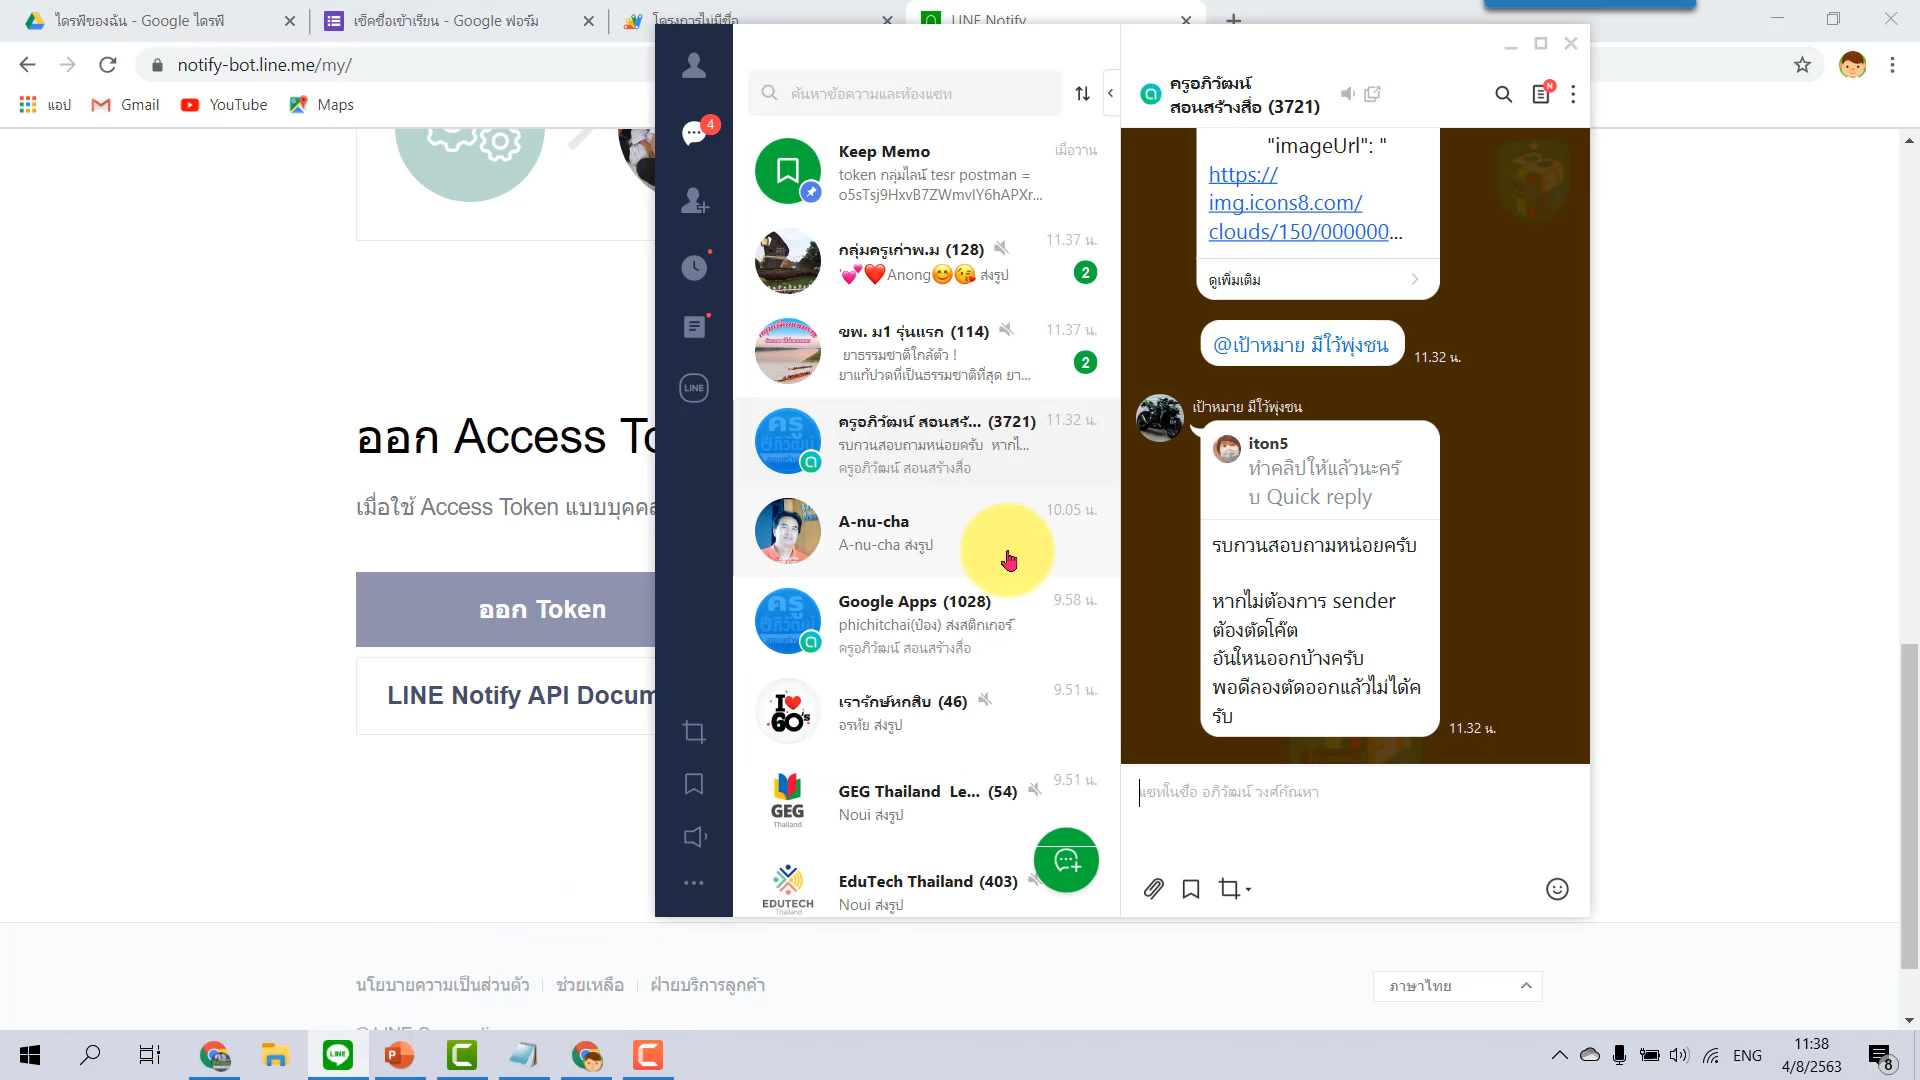 ไดรฟ์ของฉัน - Google ไดรฟ์
เช็คชื่อเข้าเรียน - Google ฟอร์ม
โครงการไม่มีชื่อ
LINE Notify
notify-bot.line.me/my/
แอป
Gmail
YouTube
Maps
ออก Access To
เมื่อใช้ Access Token แบบบุคคล
ออก Token
LINE Notify API Docum
นโยบายความเป็นส่วนตัว
ช่วยเหลือ
ฝ่ายบริการลูกค้า
ภาษาไทย
4
LINE
ค้นหาข้อความและห้องแชท
Keep Memo
เมื่อวาน
token กลุ่มไลน์ tesr postman =
o5sTsj9HxvB7ZWmvlY6hAPXr...
กลุ่มครูเก่าพ.ม (128)
11.37 น.
Anong😊😘 ส่งรูป
2
ชพ. ม1 รุ่นแรก (114)
11.37 น.
ยาธรรมชาติใกล้ตัว !
ยาแก้ปวดที่เป็นธรรมชาติที่สุด ยา...
2
ครูอภิวัฒน์ สอนสร้... (3721)
11.32 น.
รบกวนสอบถามหน่อยครับ หากไ...
ครูอภิวัฒน์ สอนสร้างสื่อ
A-nu-cha
10.05 น.
A-nu-cha ส่งรูป
Google Apps (1028)
9.58 น.
phichitchai(ป๋อง) ส่งสติกเกอร์
ครูอภิวัฒน์ สอนสร้างสื่อ
I ❤ 60's
เรารักษ์หกสิบ (46)
9.51 น.
อรทัย ส่งรูป
GEG
Thailand
GEG Thailand Le... (54)
9.51 น.
Noui ส่งรูป
EDUTECH
Thailand
EduTech Thailand (403)
Noui ส่งรูป
ครูอภิวัฒน์
สอนสร้างสื่อ (3721)
N
"imageUrl": "
https://
img.icons8.com/
clouds/150/000000...
ดูเพิ่มเติม
@เป้าหมาย มีใว้พุ่งชน
11.32 น.
เป้าหมาย มีใว้พุ่งชน
iton5
ทำคลิปให้แล้วนะครั
บ Quick reply
รบกวนสอบถามหน่อยครับ
หากไม่ต้องการ sender
ต้องตัดโค๊ต
อันใหนออกบ้างครับ
พอดีลองตัดออกแล้วไม่ได้ค
รับ
11.32 น.
แชทในชื่อ อภิวัฒน์ วงศ์กัณหา
ENG
11:38
4/8/2563
8